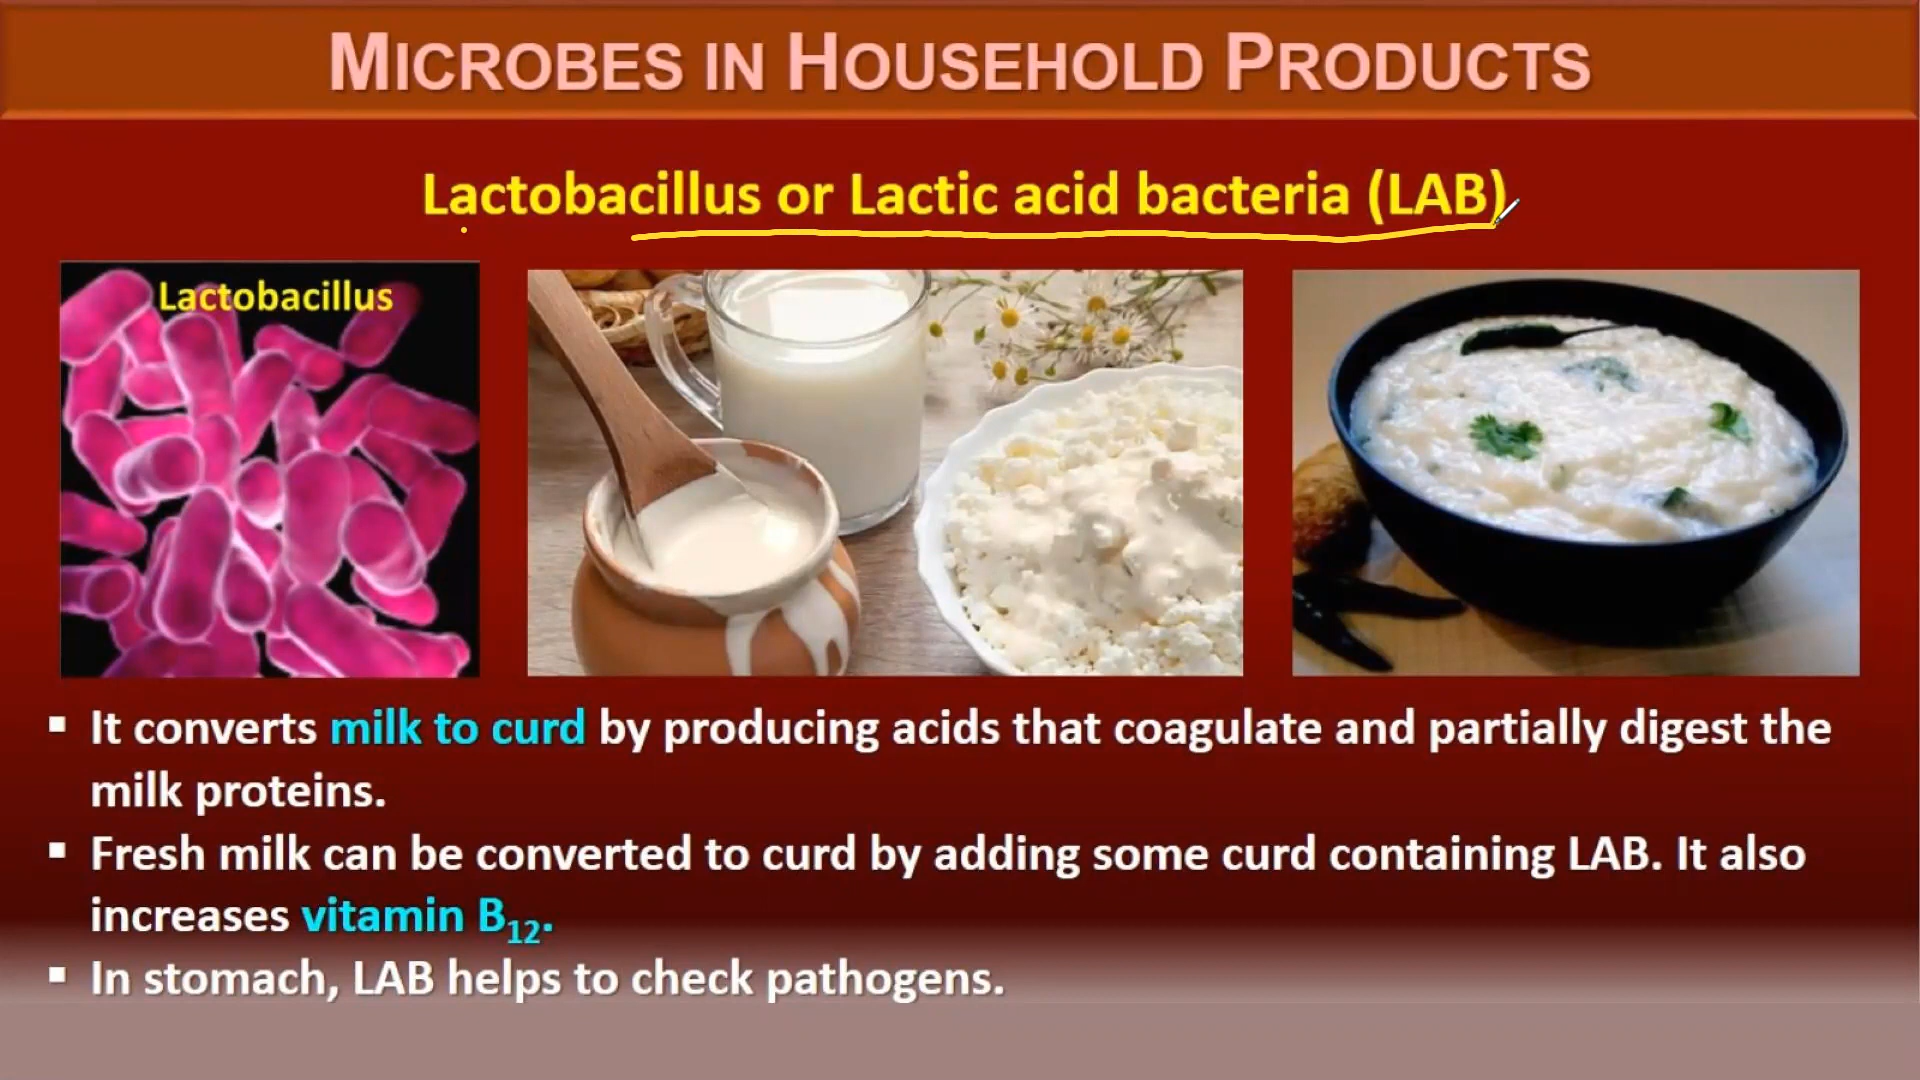 MICROBES IN HOUSEHOLD PRODUCTS
Lactobacillus or Lactic acid bacteria (LAB)
Lactobacillus
▪ It converts milk to curd by producing acids that coagulate and partially digest the
milk proteins.
▪ Fresh milk can be converted to curd by adding some curd containing LAB. It also
increases vitamin B₁₂.
▪ In stomach, LAB helps to check pathogens.